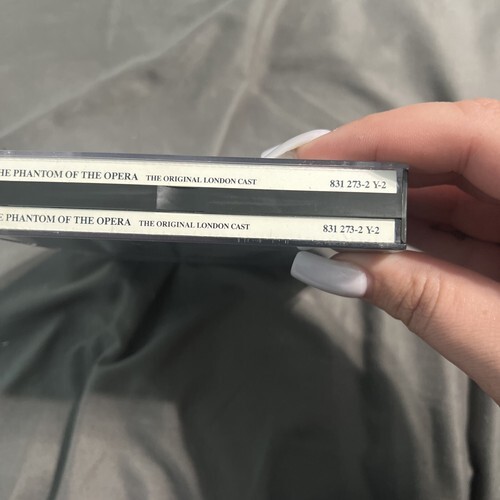 HE PHANTOM OF THE OPERA THE ORIGINAL LONDON CAST 831 273-2 Y-2
E PHANTOM OF THE OPERA THE ORIGINAL LONDON CAST 831 273-2 Y-2